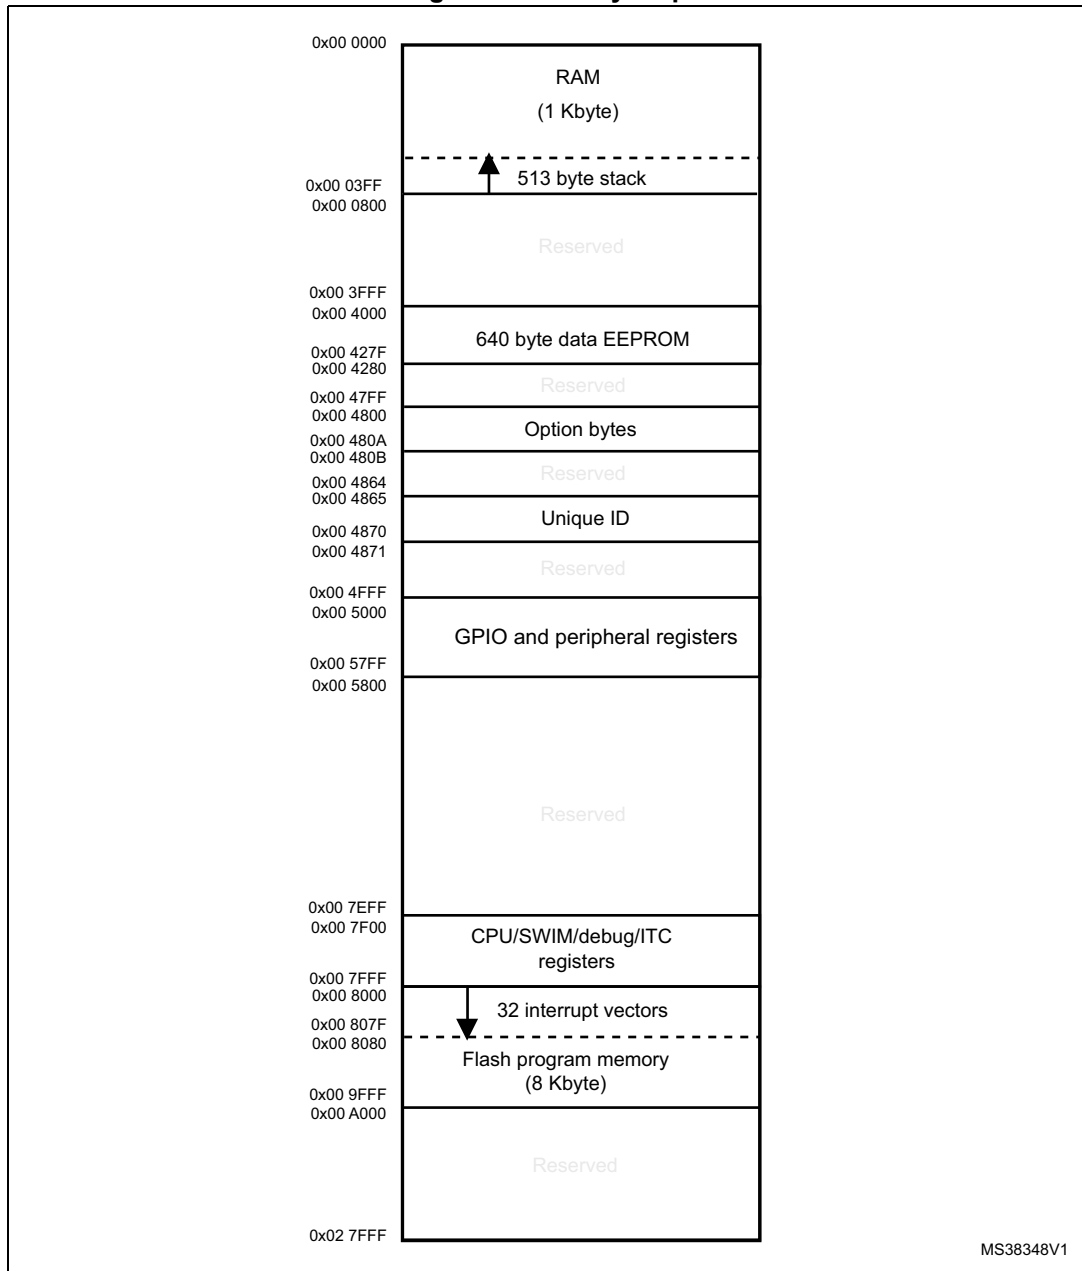 0x00 0000
RAM
(1 Kbyte)
513 byte stack
0x00 03FF
0x00 0800
Reserved
0x00 3FFF
0x00 4000
640 byte data EEPROM
0x00 427F
0x00 4280
Reserved
0x00 47FF
0x00 4800
Option bytes
0x00 480A
0x00 480B
Reserved
0x00 4864
0x00 4865
Unique ID
0x00 4870
0x00 4871
Reserved
0x00 4FFF
0x00 5000
GPIO and peripheral registers
0x00 57FF
0x00 5800
Reserved
0x00 7EFF
0x00 7F00
CPU/SWIM/debug/ITC
registers
0x00 7FFF
0x00 8000
32 interrupt vectors
0x00 807F
0x00 8080
Flash program memory
(8 Kbyte)
0x00 9FFF
0x00 A000
Reserved
0x02 7FFF
MS38348V1